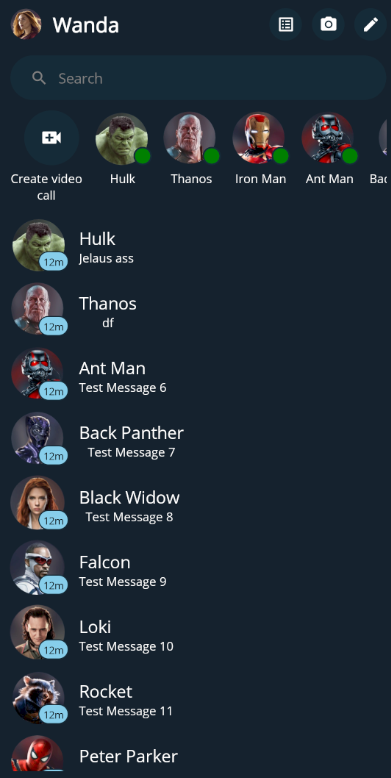 Wanda
Search
Create video
call
Hulk
Thanos
Iron Man
Ant Man
Bac
Hulk
Jelaus ass
12m
Thanos
df
12m
Ant Man
Test Message 6
12m
Back Panther
Test Message 7
12m
Black Widow
Test Message 8
12m
Falcon
Test Message 9
12m
Loki
Test Message 10
12m
Rocket
Test Message 11
12m
Peter Parker